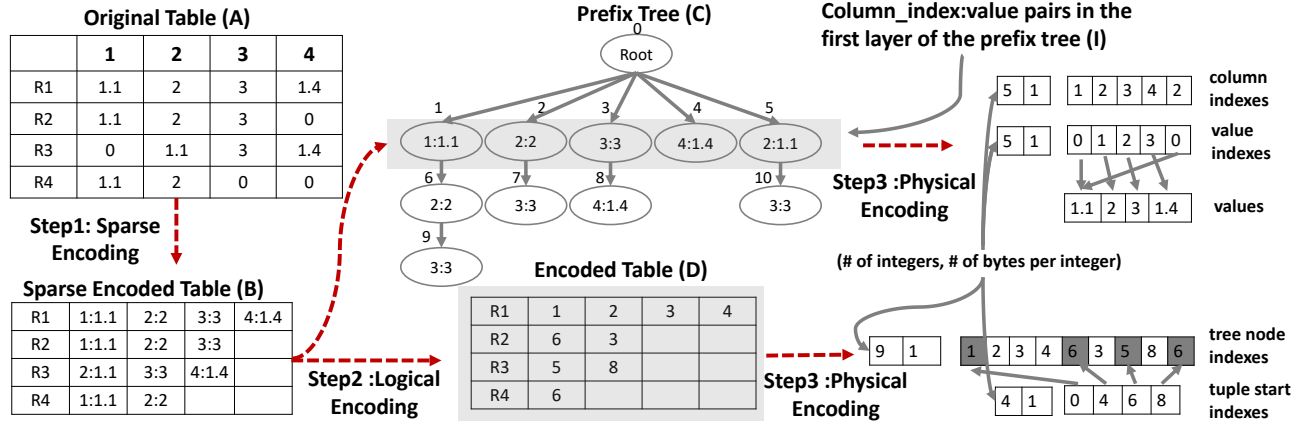 Original Table (A)
1 2 3 4
R1 1.1 2 3 1.4
R2 1.1 2 3 0
R3 0 1.1 3 1.4
R4 1.1 2 0 0
Step1: Sparse
Encoding
Sparse Encoded Table (B)
R1 1:1.1 2:2 3:3 4:1.4
R2 1:1.1 2:2 3:3
R3 2:1.1 3:3 4:1.4
R4 1:1.1 2:2
Step2 :Logical
Encoding
Prefix Tree (C)
0
Root
1 2 3 4 5
1:1.1 2:2 3:3 4:1.4 2:1.1
6 7 8 10
2:2 3:3 4:1.4 3:3
9
3:3
Encoded Table (D)
R1 1 2 3 4
R2 6 3
R3 5 8
R4 6
Column_index:value pairs in the
first layer of the prefix tree (I)
Step3 :Physical
Encoding
5 1 1 2 3 4 2 column
indexes
5 1 0 1 2 3 0 value
indexes
1.1 2 3 1.4 values
(# of integers, # of bytes per integer)
Step3 :Physical
Encoding
9 1 1 2 3 4 6 3 5 8 6 tree node
indexes
4 1 0 4 6 8 tuple start
indexes